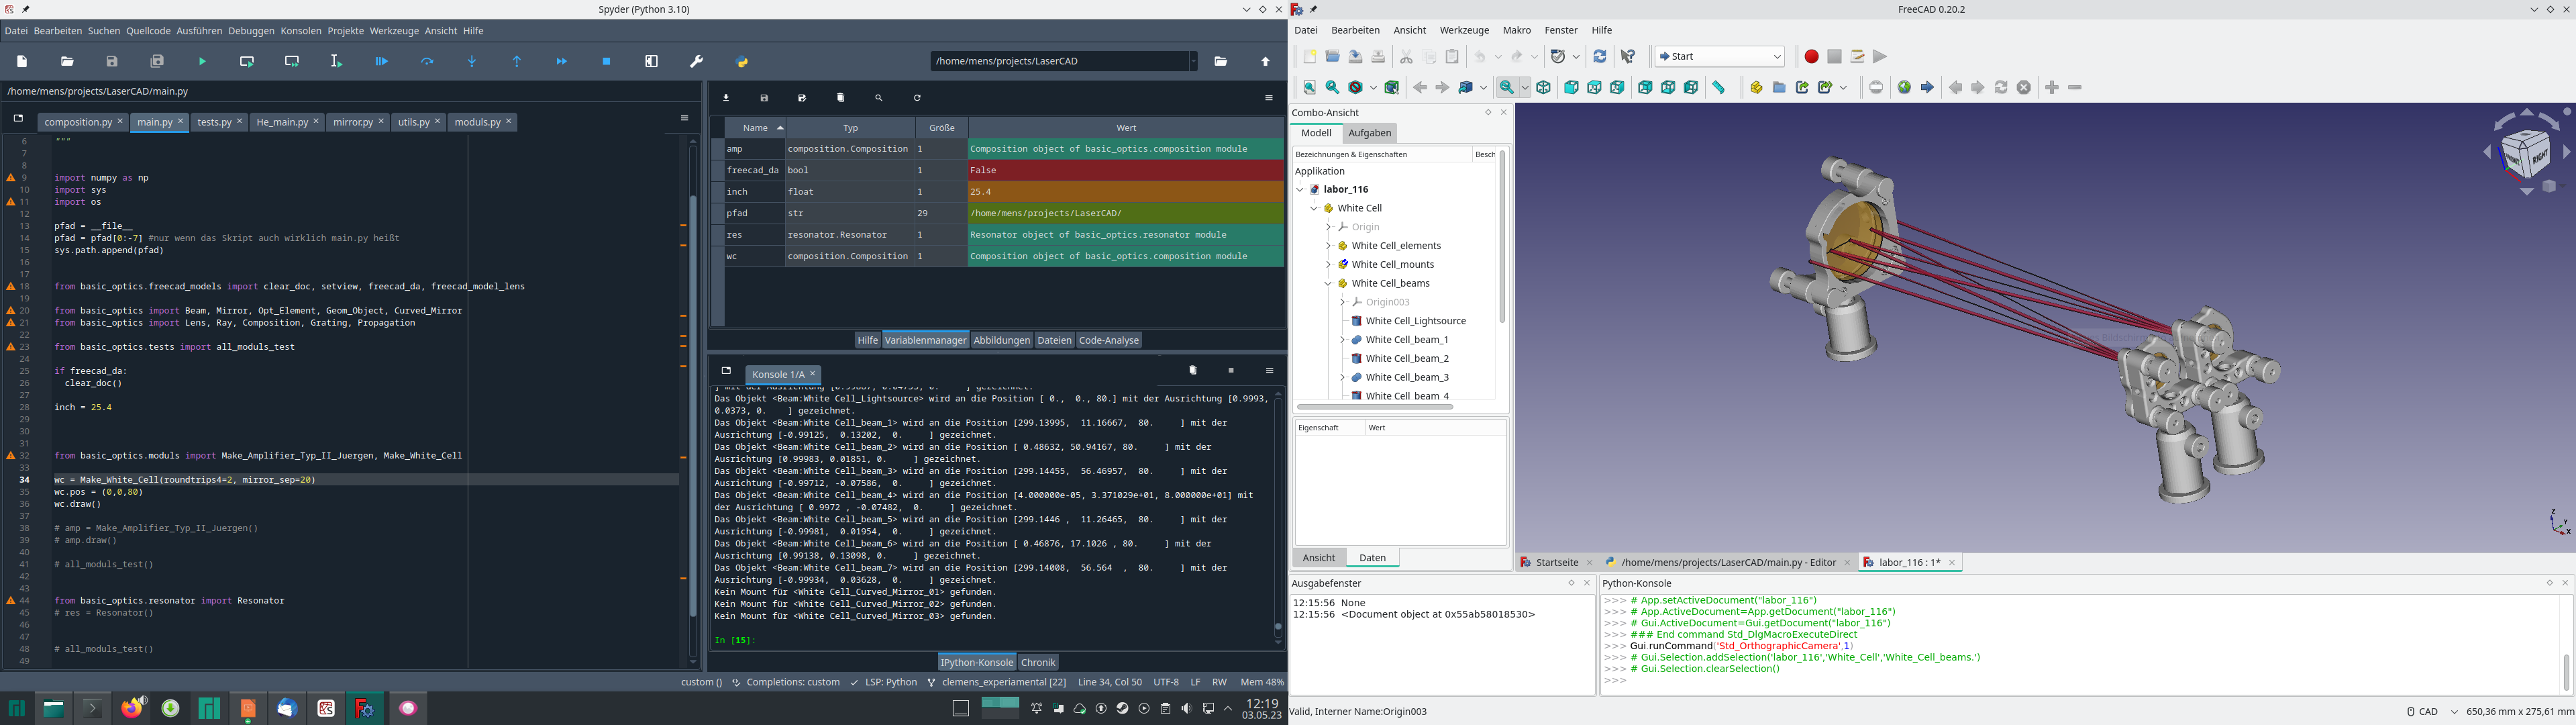 Spyder (Python 3.10)
Datei Bearbeiten Suchen Quellcode Ausführen Debuggen Konsolen Projekte Werkzeuge Ansicht Hilfe
/home/mens/projects/LaserCAD
/home/mens/projects/LaserCAD/main.py
composition.py main.py tests.py He_main.py mirror.py utils.py moduls.py
6 """
7
8
9 import numpy as np
10 import sys
11 import os
12
13 pfad = __file__
14 pfad = pfad[0:-7] #nur wenn das Skript auch wirklich main.py heißt
15 sys.path.append(pfad)
16
17
18 from basic_optics.freecad_models import clear_doc, setview, freecad_da, freecad_model_lens
19
20 from basic_optics import Beam, Mirror, Opt_Element, Geom_Object, Curved_Mirror
21 from basic_optics import Lens, Ray, Composition, Grating, Propagation
22
23 from basic_optics.tests import all_moduls_test
24
25 if freecad_da:
26 clear_doc()
27
28 inch = 25.4
29
30
31
32 from basic_optics.moduls import Make_Amplifier_Typ_II_Juergen, Make_White_Cell
33
34 wc = Make_White_Cell(roundtrips4=2, mirror_sep=20)
35 wc.pos = (0,0,80)
36 wc.draw()
37
38 # amp = Make_Amplifier_Typ_II_Juergen()
39 # amp.draw()
40
41 # all_moduls_test()
42
43
44 from basic_optics.resonator import Resonator
45 # res = Resonator()
46
47
48 # all_moduls_test()
49
Name Typ Größe Wert
amp composition.Composition 1 Composition object of basic_optics.composition module
freecad_da bool 1 False
inch float 1 25.4
pfad str 29 /home/mens/projects/LaserCAD/
res resonator.Resonator 1 Resonator object of basic_optics.resonator module
wc composition.Composition 1 Composition object of basic_optics.composition module
Hilfe Variablenmanager Abbildungen Dateien Code-Analyse
Konsole 1/A
] mit der Ausrichtung [0.99887, 0.04755, 0. ] gezeichnet.
Das Objekt <Beam:White Cell_Lightsource> wird an die Position [ 0., 0., 80.] mit der Ausrichtung [0.9993,
0.0373, 0. ] gezeichnet.
Das Objekt <Beam:White Cell_beam_1> wird an die Position [299.13995, 11.16667, 80. ] mit der
Ausrichtung [-0.99125, 0.13202, 0. ] gezeichnet.
Das Objekt <Beam:White Cell_beam_2> wird an die Position [ 0.48632, 50.94167, 80. ] mit der
Ausrichtung [0.99983, 0.01851, 0. ] gezeichnet.
Das Objekt <Beam:White Cell_beam_3> wird an die Position [299.14455, 56.46957, 80. ] mit der
Ausrichtung [-0.99712, -0.07586, 0. ] gezeichnet.
Das Objekt <Beam:White Cell_beam_4> wird an die Position [4.000000e-05, 3.371029e+01, 8.000000e+01] mit
der Ausrichtung [ 0.9972 , -0.07482, 0. ] gezeichnet.
Das Objekt <Beam:White Cell_beam_5> wird an die Position [299.1446 , 11.26465, 80. ] mit der
Ausrichtung [-0.99981, 0.01954, 0. ] gezeichnet.
Das Objekt <Beam:White Cell_beam_6> wird an die Position [ 0.46876, 17.1026 , 80. ] mit der
Ausrichtung [0.99138, 0.13098, 0. ] gezeichnet.
Das Objekt <Beam:White Cell_beam_7> wird an die Position [299.14008, 56.564 , 80. ] mit der
Ausrichtung [-0.99934, 0.03628, 0. ] gezeichnet.
Kein Mount für <White Cell_Curved_Mirror_01> gefunden.
Kein Mount für <White Cell_Curved_Mirror_02> gefunden.
Kein Mount für <White Cell_Curved_Mirror_03> gefunden.
In [15]:
IPython-Konsole Chronik
custom () Completions: custom LSP: Python clemens_experiamental [22] Line 34, Col 50 UTF-8 LF RW Mem 48%
12:19
03.05.23
FreeCAD 0.20.2
Datei Bearbeiten Ansicht Werkzeuge Makro Fenster Hilfe
Start
Combo-Ansicht
Modell Aufgaben
Bezeichnungen & Eigenschaften Besch
Applikation
labor_116
White Cell
Origin
White Cell_elements
White Cell_mounts
White Cell_beams
Origin003
White Cell_Lightsource
White Cell_beam_1
White Cell_beam_2
White Cell_beam_3
White Cell_beam_4
Eigenschaft Wert
Ansicht Daten
RIGHT
Z
Y
X
Startseite /home/mens/projects/LaserCAD/main.py - Editor labor_116 : 1*
Ausgabefenster
12:15:56 None
12:15:56 <Document object at 0x55ab58018530>
Python-Konsole
>>> # App.setActiveDocument("labor_116")
>>> # App.ActiveDocument=App.getDocument("labor_116")
>>> # Gui.ActiveDocument=Gui.getDocument("labor_116")
>>> ### End command Std_DlgMacroExecuteDirect
>>> Gui.runCommand('Std_OrthographicCamera',1)
>>> # Gui.Selection.addSelection('labor_116','White_Cell','White_Cell_beams.')
>>> # Gui.Selection.clearSelection()
>>>
Valid, Interner Name:Origin003
CAD 650,36 mm x 275,61 mm